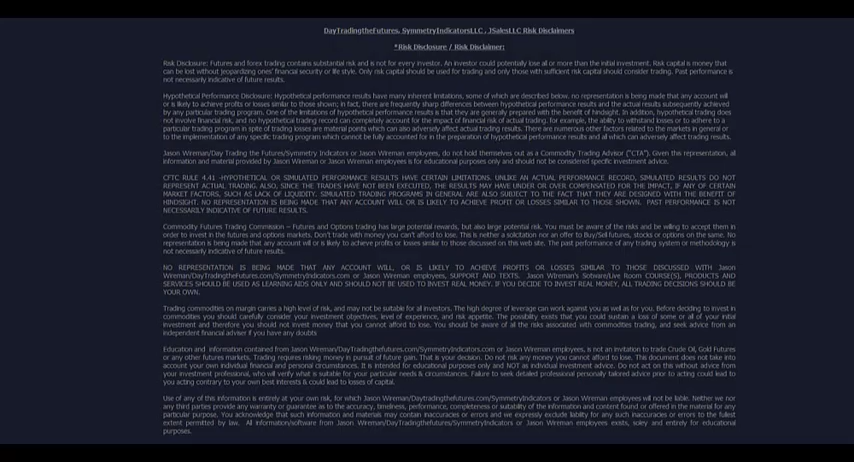 DayTradingtheFutures, SymmetryIndicatorsLLC , JSalesLLC Risk Disclaimers
*Risk Disclosure / Risk Disclaimer:
Risk Disclosure: Futures and forex trading contains substantial risk and is not for every investor. An investor could potentially lose all or more than the initial investment. Risk capital is money that
can be lost without jeopardizing ones' financial security or life style. Only risk capital should be used for trading and only those with sufficient risk capital should consider trading. Past performance is
not necessarily indicative of future results.
Hypothetical Performance Disclosure: Hypothetical performance results have many inherent limitations, some of which are described below. no representation is being made that any account will
or is likely to achieve profits or losses similar to those shown; in fact, there are frequently sharp differences between hypothetical performance results and the actual results subsequently achieved
by any particular trading program. One of the limitations of hypothetical performance results is that they are generally prepared with the benefit of hindsight. In addition, hypothetical trading does
not involve financial risk, and no hypothetical trading record can completely account for the impact of financial risk of actual trading. for example, the ability to withstand losses or to adhere to a
particular trading program in spite of trading losses are material points which can also adversely affect actual trading results. There are numerous other factors related to the markets in general or
to the implementation of any specific trading program which cannot be fully accounted for in the preparation of hypothetical performance results and all which can adversely affect trading results.
Jason Wireman/Day Trading the Futures/Symmetry Indicators or Jason Wireman employees, do not hold themselves out as a Commodity Trading Advisor ("CTA"). Given this representation, all
information and material provided by Jason Wireman or Jason Wireman employees is for educational purposes only and should not be considered specific investment advice.
CFTC RULE 4.41 -HYPOTHETICAL OR SIMULATED PERFORMANCE RESULTS HAVE CERTAIN LIMITATIONS. UNLIKE AN ACTUAL PERFORMANCE RECORD, SIMULATED RESULTS DO NOT
REPRESENT ACTUAL TRADING. ALSO, SINCE THE TRADES HAVE NOT BEEN EXECUTED, THE RESULTS MAY HAVE UNDER OR OVER COMPENSATED FOR THE IMPACT, IF ANY OF CERTAIN
MARKET FACTORS, SUCH AS LACK OF LIQUIDITY. SIMULATED TRADING PROGRAMS IN GENERAL ARE ALSO SUBJECT TO THE FACT THAT THEY ARE DESIGNED WITH THE BENEFIT OF
HINDSIGHT. NO REPRESENTATION IS BEING MADE THAT ANY ACCOUNT WILL OR IS LIKELY TO ACHIEVE PROFIT OR LOSSES SIMILAR TO THOSE SHOWN. PAST PERFORMANCE IS NOT
NECESSARILY INDICATIVE OF FUTURE RESULTS.
Commodity Futures Trading Commission – Futures and Options trading has large potential rewards, but also large potential risk. You must be aware of the risks and be willing to accept them in
order to invest in the futures and options markets. Don't trade with money you can't afford to lose. This is neither a solicitation nor an offer to Buy/Sell futures, stocks or options on the same. No
representation is being made that any account will or is likely to achieve profits or losses similar to those discussed on this web site. The past performance of any trading system or methodology is
not necessarily indicative of future results.
NO REPRESENTATION IS BEING MADE THAT ANY ACCOUNT WILL, OR IS LIKELY TO ACHIEVE PROFITS OR LOSSES SIMILAR TO THOSE DISCUSSED WITH Jason
Wireman/DayTradingthefutures.com/SymmetryIndicators.com or Jason Wireman employees, SUPPORT AND TEXTS. Jason Wireman's Sotware/Live Room COURSE(S), PRODUCTS AND
SERVICES SHOULD BE USED AS LEARNING AIDS ONLY AND SHOULD NOT BE USED TO INVEST REAL MONEY. IF YOU DECIDE TO INVEST REAL MONEY, ALL TRADING DECISIONS SHOULD BE
YOUR OWN.
Trading commodities on margin carries a high level of risk, and may not be suitable for all investors. The high degree of leverage can work against you as well as for you. Before deciding to invest in
commodities you should carefully consider your investment objectives, level of experience, and risk appetite. The possibility exists that you could sustain a loss of some or all of your initial
investment and therefore you should not invest money that you cannot afford to lose. You should be aware of all the risks associated with commodities trading, and seek advice from an
independent financial adviser if you have any doubts
Education and information contained from Jason Wireman/DayTradingthefutures.com/SymmetryIndicators.com or Jason Wireman employees, is not an invitation to trade Crude Oil, Gold Futures
or any other futures markets. Trading requires risking money in pursuit of future gain. That is your decision. Do not risk any money you cannot afford to lose. This document does not take into
account your own individual financial and personal circumstances. It is intended for educational purposes only and NOT as individual investment advice. Do not act on this without advice from
your investment professional, who will verify what is suitable for your particular needs & circumstances. Failure to seek detailed professional personally tailored advice prior to acting could lead to
you acting contrary to your own best interests & could lead to losses of capital.
Use of any of this information is entirely at your own risk, for which Jason Wireman/Daytradingthefutures.com/SymmetryIndicators or Jason Wireman employees will not be liable. Neither we nor
any third parties provide any warranty or guarantee as to the accuracy, timeliness, performance, completeness or suitability of the information and content found or offered in the material for any
particular purpose. You acknowledge that such information and materials may contain inaccuracies or errors and we expressly exclude liability for any such inaccuracies or errors to the fullest
extent permitted by law. All information/software from Jason Wireman/DayTradingthefutures/SymmetryIndicators or Jason Wireman employees exists, soley and entirely for educational
purposes.